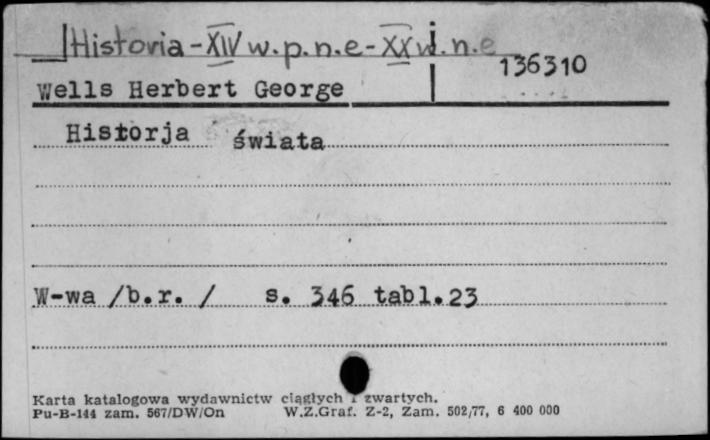 Historia - XIV w.p.n.e - XX w.n.e
136310
Wells Herbert George
Historja świata
W-wa /b.r. / s. 346 tabl.23
Karta katalogowa wydawnictw ciągłych i zwartych.
Pu-B-144 zam. 567/DW/On W.Z.Graf. Z-2, Zam. 502/77, 6 400 000